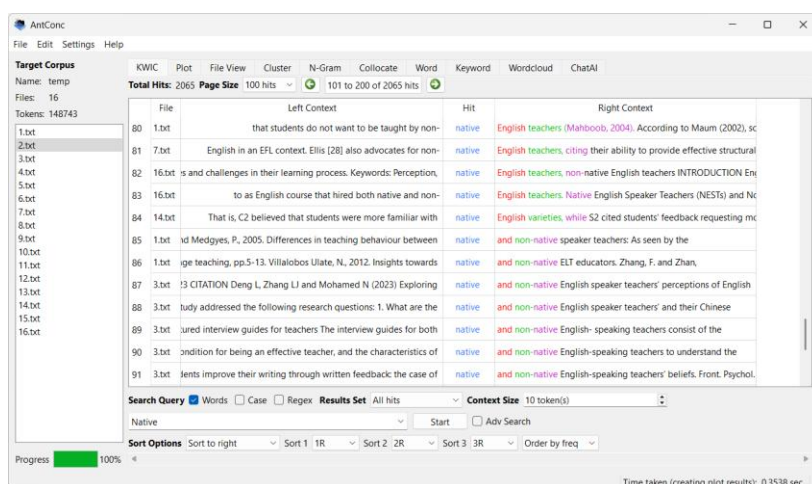 AntConc
File Edit Settings Help
Target Corpus
Name: temp
Files: 16
Tokens: 148743
1.txt
2.txt
3.txt
4.txt
5.txt
6.txt
7.txt
8.txt
9.txt
10.txt
11.txt
12.txt
13.txt
14.txt
15.txt
16.txt
Progress 100%
KWIC Plot File View Cluster N-Gram Collocate Word Keyword Wordcloud ChatAI
Total Hits: 2065 Page Size 100 hits 101 to 200 of 2065 hits
File Left Context Hit Right Context
80 1.txt that students do not want to be taught by non- native English teachers (Mahboob, 2004). According to Maum (2002), sc
81 7.txt English in an EFL context. Ellis [28] also advocates for non- native English teachers, citing their ability to provide effective structural
82 16.txt s and challenges in their learning process. Keywords: Perception, native English teachers, non-native English teachers INTRODUCTION En
83 16.txt to as English course that hired both native and non- native English teachers. Native English Speaker Teachers (NESTs) and No
84 14.txt That is, C2 believed that students were more familiar with native English varieties, while S2 cited students' feedback requesting mo
85 1.txt nd Medgyes, P., 2005. Differences in teaching behaviour between native and non-native speaker teachers: As seen by the
86 1.txt ge teaching, pp.5-13. Villalobos Ulate, N., 2012. Insights towards native and non-native ELT educators. Zhang, F. and Zhan,
87 3.txt 3 CITATION Deng L, Zhang LJ and Mohamed N (2023) Exploring native and non-native English speaker teachers' perceptions of English
88 3.txt tudy addressed the following research questions: 1. What are the native and non-native English speaker teachers' and their Chinese
89 3.txt ured interview guides for teachers The interview guides for both native and non-native English- speaking teachers consist of the
90 3.txt ondition for being an effective teacher, and the characteristics of native and non-native English-speaking teachers to understand the
91 3.txt dents improve their writing through written feedback: the case of native and non-native English-speaking teachers' beliefs. Front. Psychol.
Search Query Words Case Regex Results Set All hits Context Size 10 token(s)
Native Start Adv Search
Sort Options Sort to right Sort 1 1R Sort 2 2R Sort 3 3R Order by freq
Time taken (creating plot results): 0.3538 sec